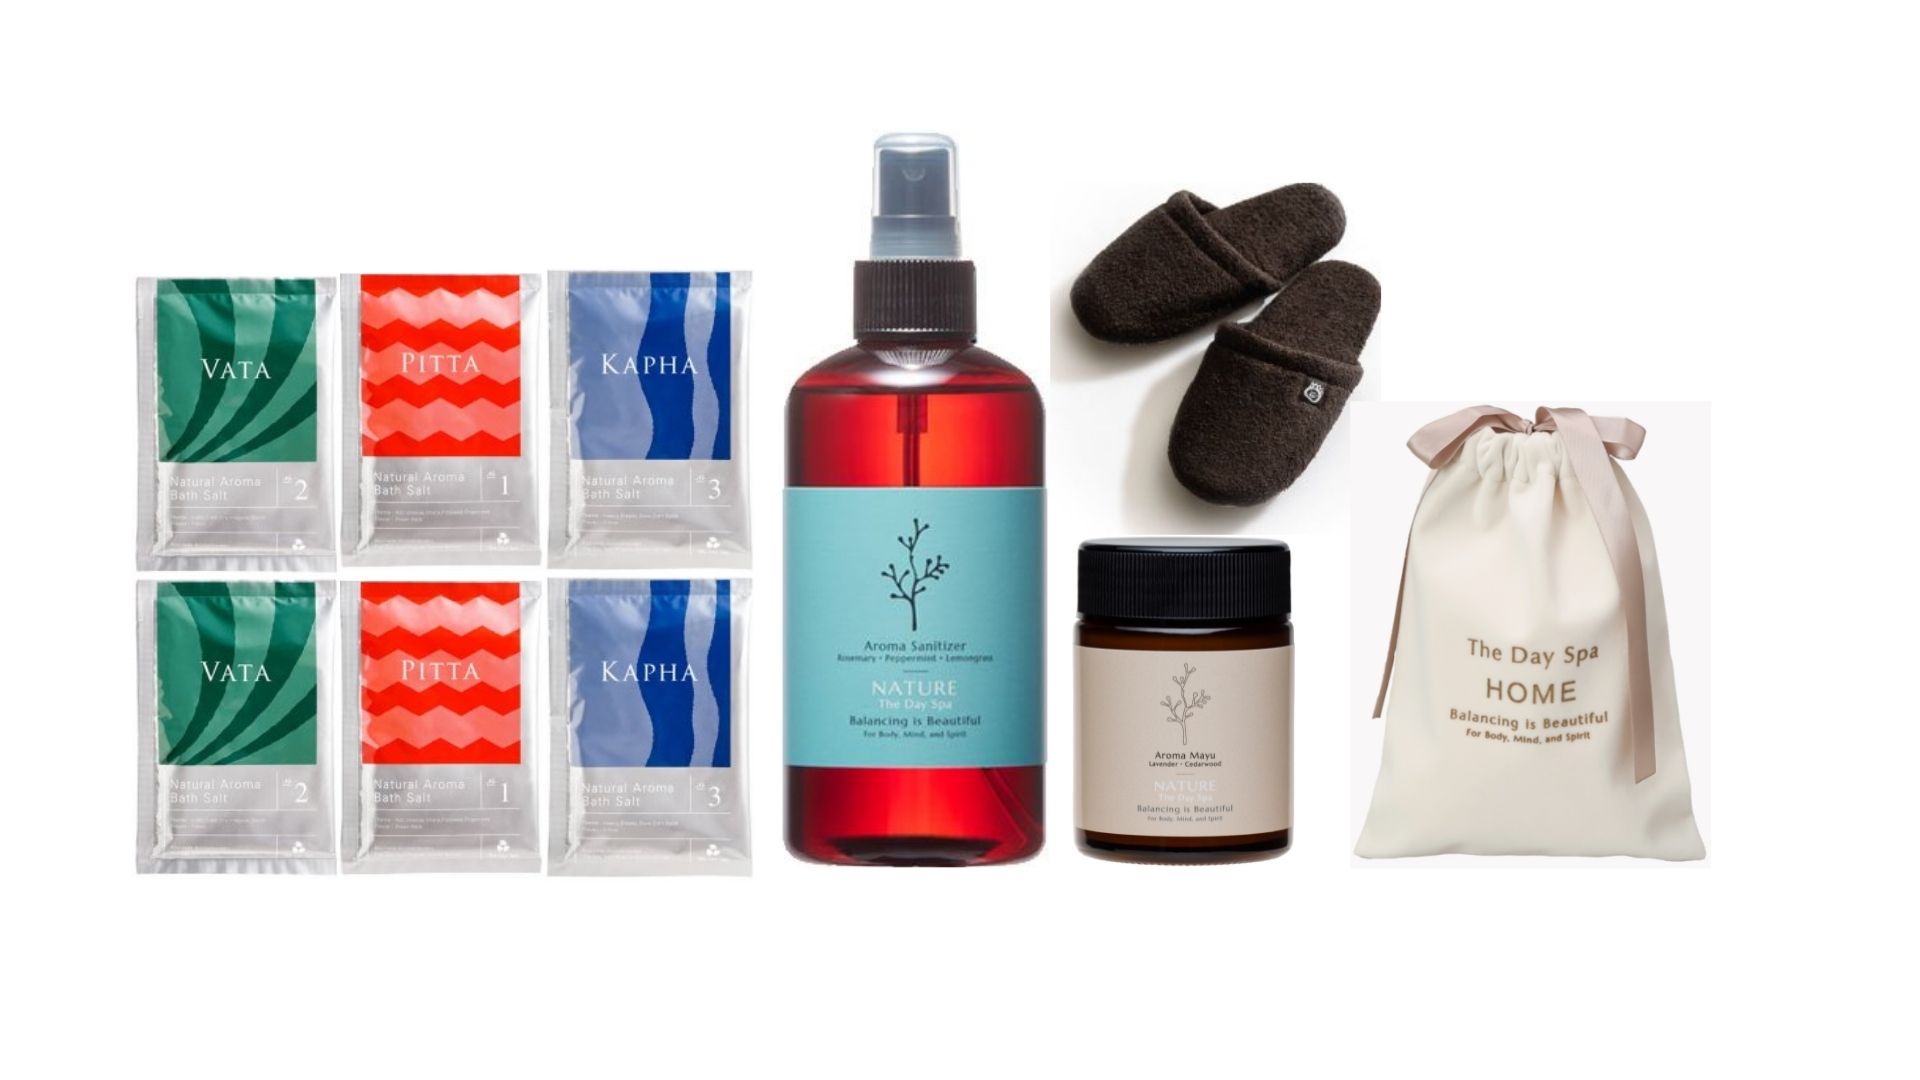 VATA
Natural Aroma
Bath Salt
2
PITTA
Natural Aroma
Bath Salt
1
KAPHA
Natural Aroma
Bath Salt
3
VATA
Natural Aroma
Bath Salt
2
PITTA
Natural Aroma
Bath Salt
1
KAPHA
Natural Aroma
Bath Salt
3
Aroma Sanitizer
Rosemary • Peppermint • Lemongrass
NATURE
The Day Spa
Balancing is Beautiful
For Body, Mind, and Spirit
Aroma Mayu
Lavender • Cedarwood
NATURE
The Day Spa
Balancing is Beautiful
For Body, Mind, and Spirit
The Day Spa
HOME
Balancing is Beautiful
For Body, Mind, and Spirit